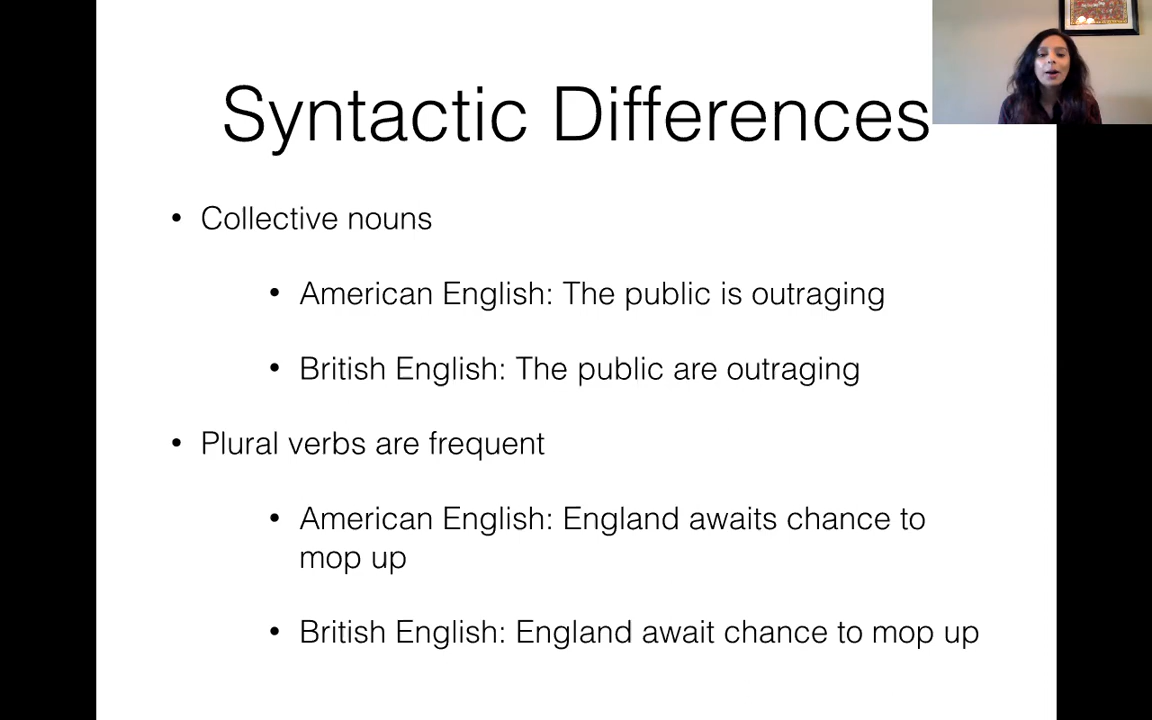 Syntactic Differences
• Collective nouns
• American English: The public is outraging
• British English: The public are outraging
• Plural verbs are frequent
• American English: England awaits chance to
mop up
• British English: England await chance to mop up